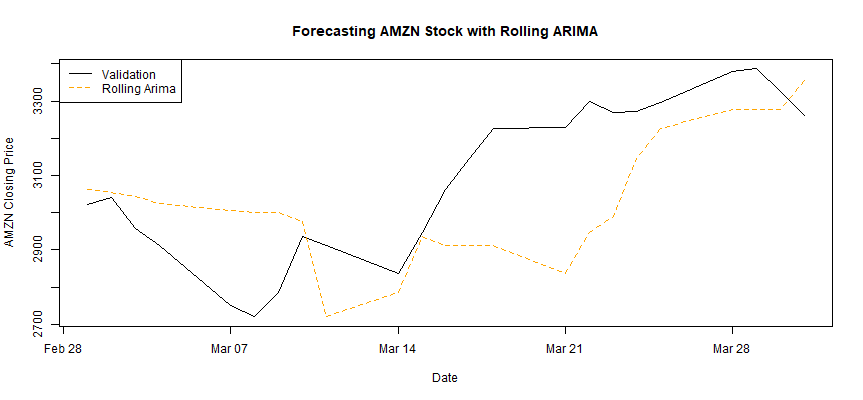 Forecasting AMZN Stock with Rolling ARIMA
Validation
Rolling Arima
AMZN Closing Price
3300
3100
2900
2700
Feb 28
Mar 07
Mar 14
Mar 21
Mar 28
Date